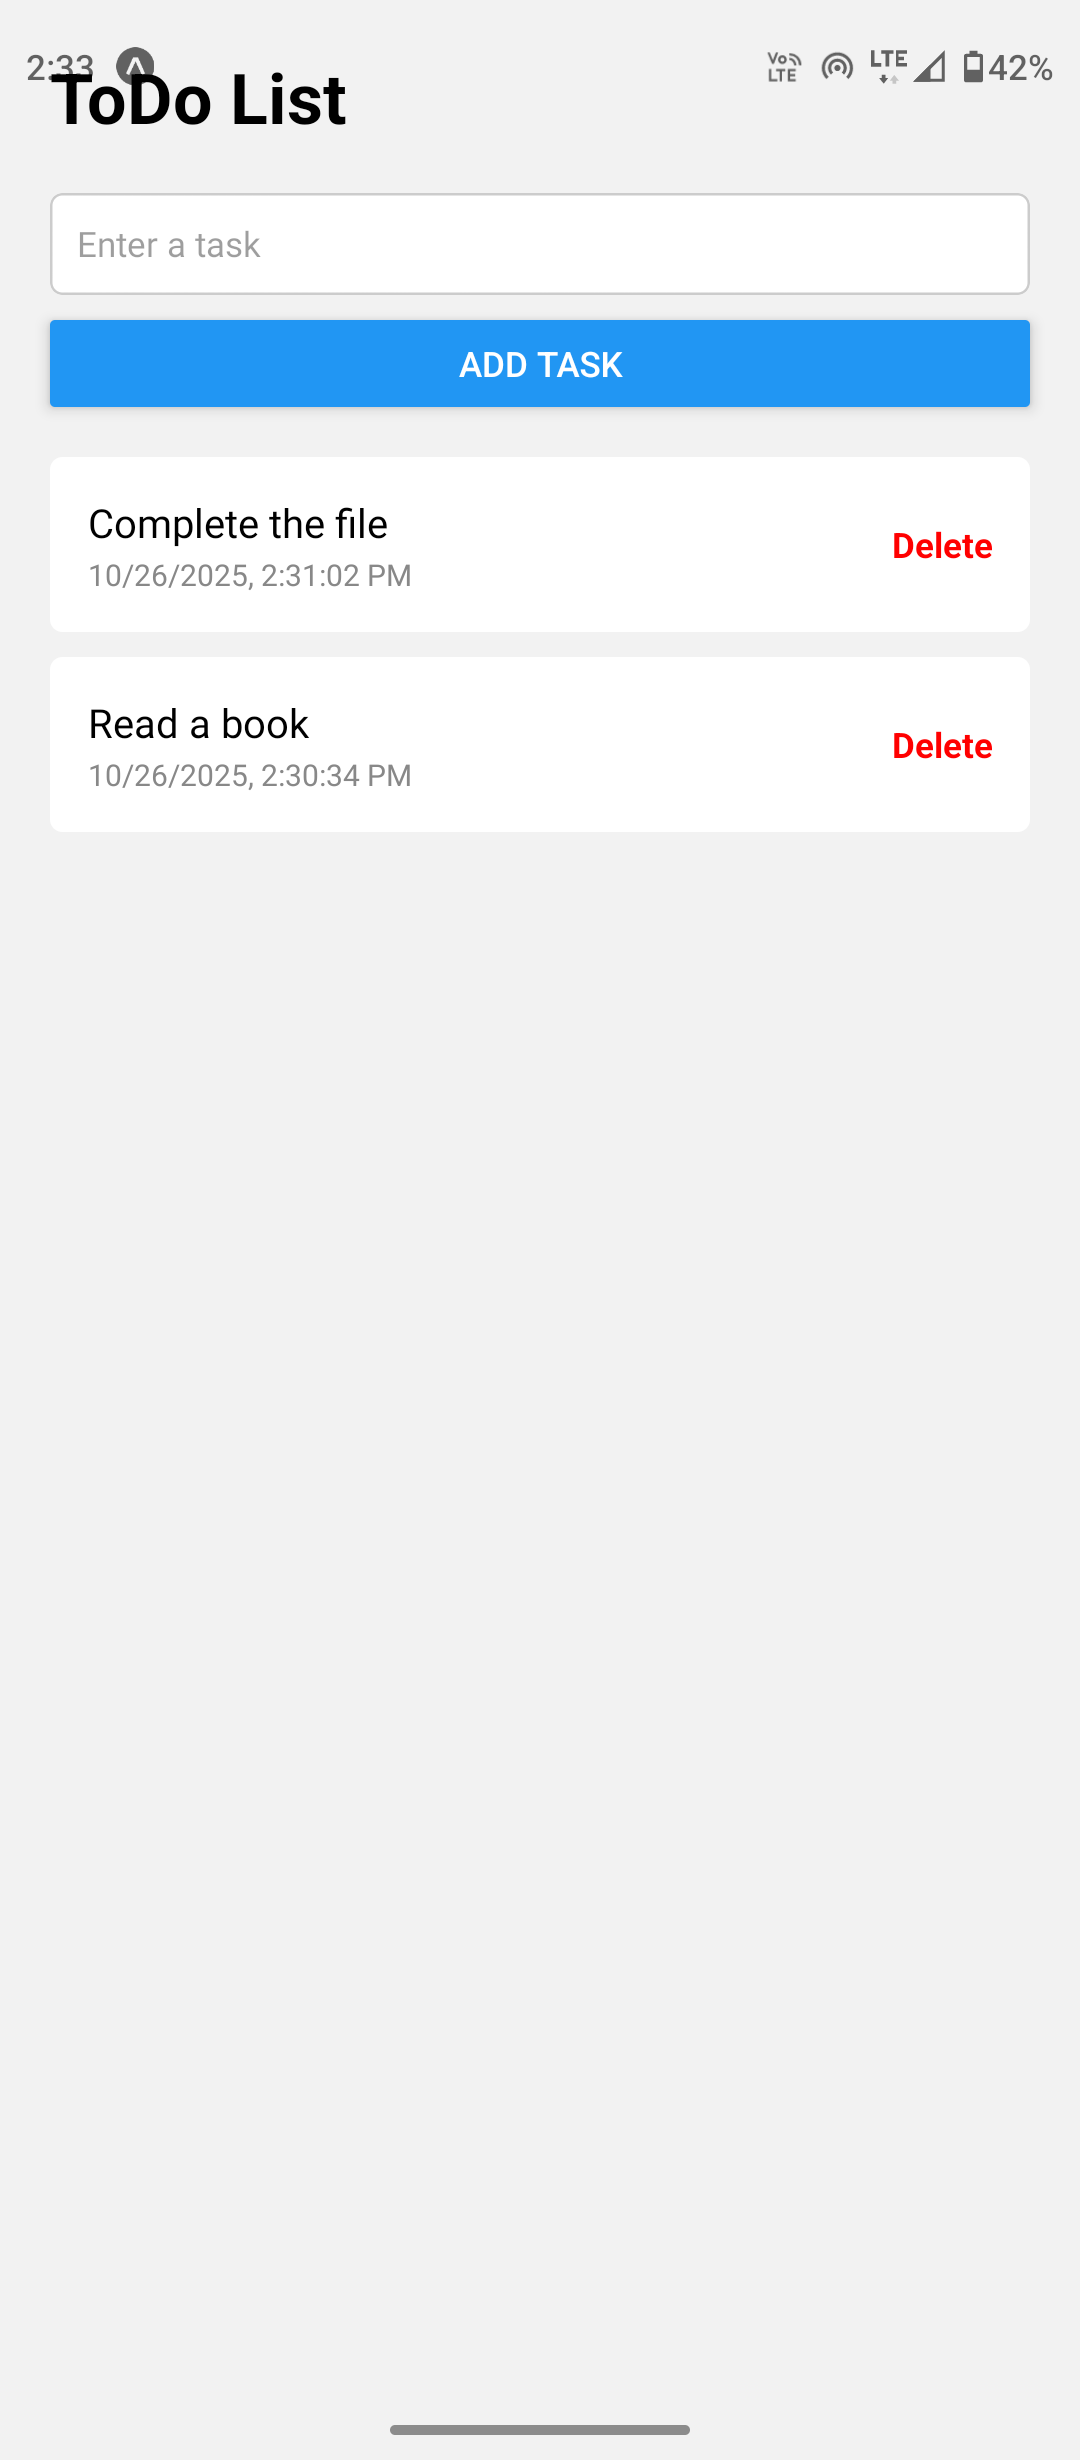 2:33
Vo LTE
LTE
42%
ToDo List
Enter a task
ADD TASK
Complete the file
10/26/2025, 2:31:02 PM
Delete
Read a book
10/26/2025, 2:30:34 PM
Delete